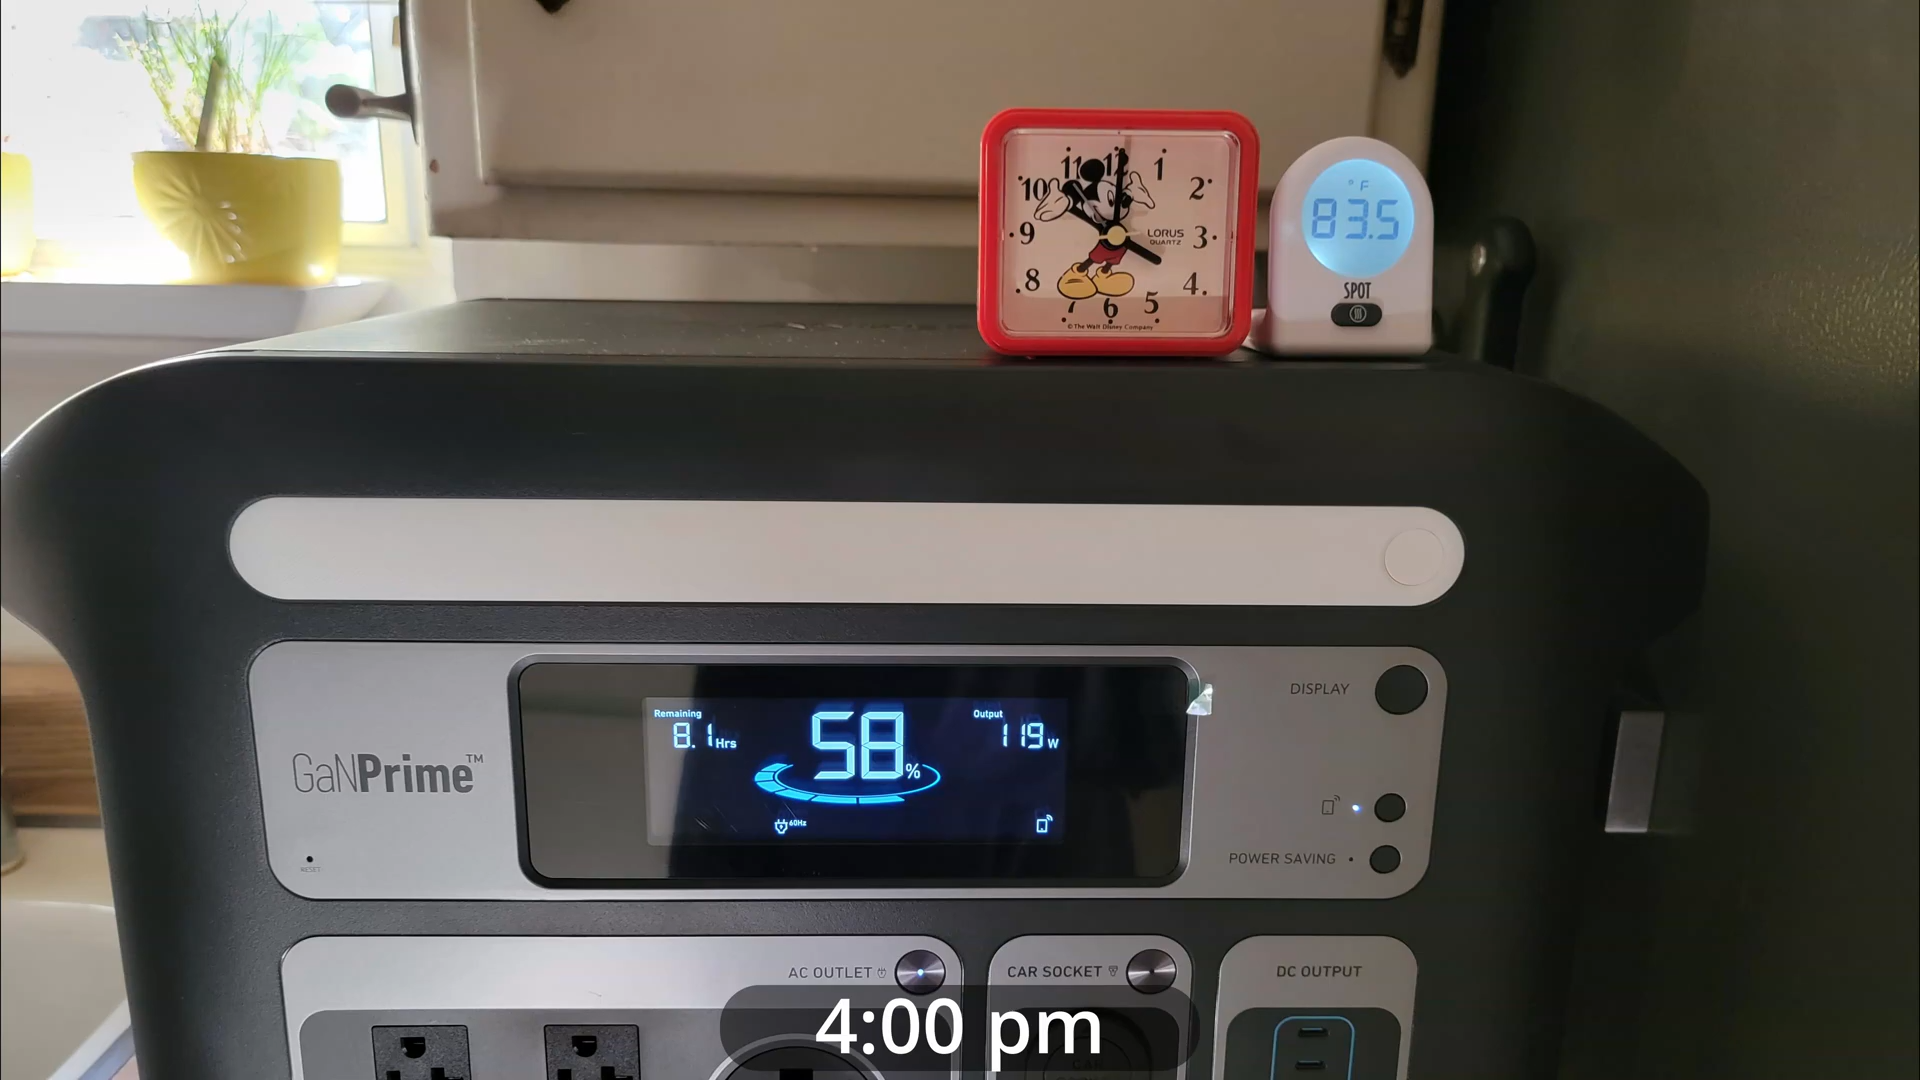 11 12 1
10 2
9 3
8 4
7 6 5
LORUS
QUARTZ
© The Walt Disney Company
° F
83.5
SPOT
GaNPrime™
RESET
Remaining
8.1 Hrs
58%
Output
119 W
60Hz
DISPLAY
POWER SAVING
AC OUTLET
CAR SOCKET
DC OUTPUT
4:00 pm